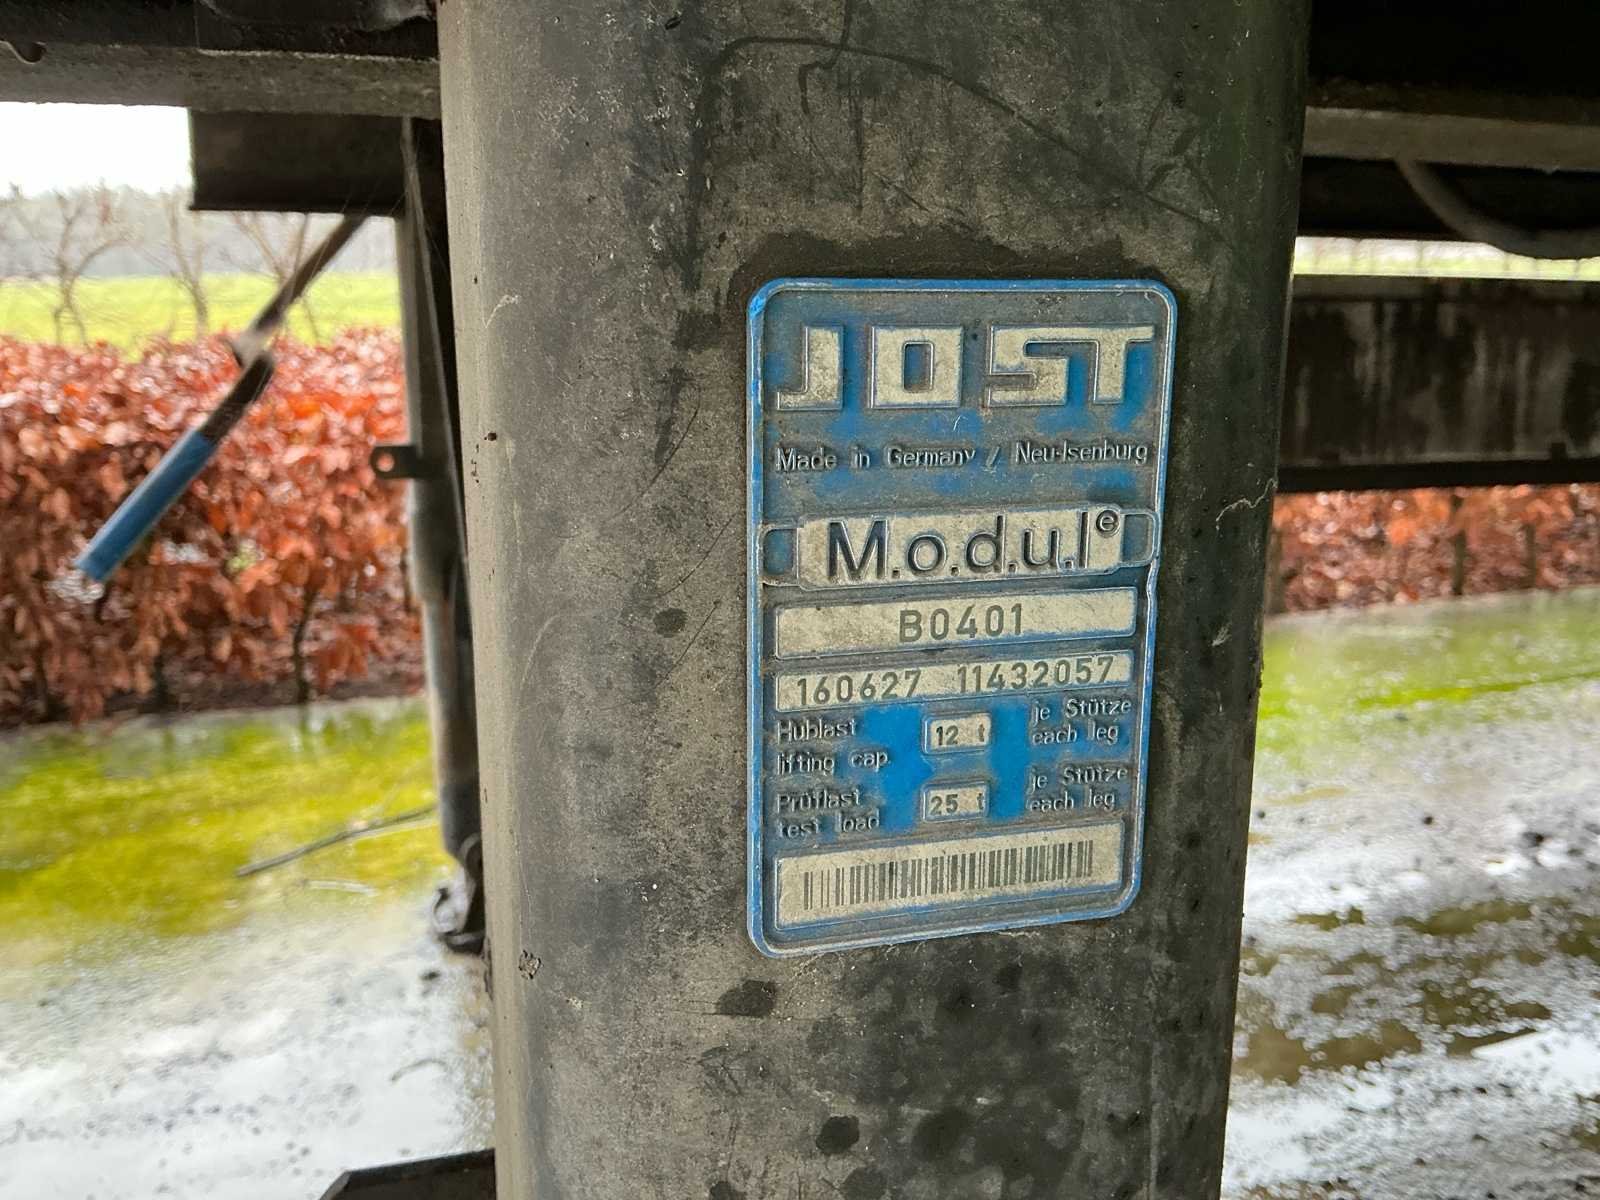 JOST
Made in Germany / Neu-Isenburg
M.o.d.u.l e
B0401
160627 11432057
Hublast 12 t je Stütze
lifting cap. each leg
Prüflast 25 t je Stütze
test load each leg